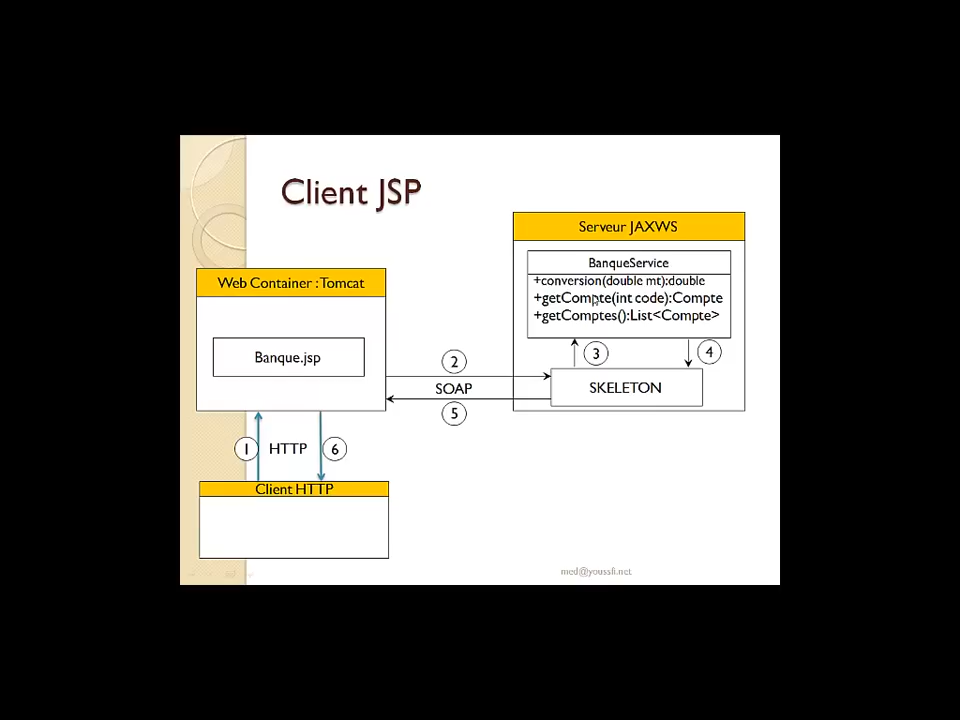 Client JSP
Serveur JAXWS
BanqueService
+conversion(double mt):double
+getCompte(int code):Compte
+getComptes():List<Compte>
Web Container : Tomcat
Banque.jsp
3
4
2
SOAP
5
SKELETON
1
HTTP
6
Client HTTP
med@youssfi.net